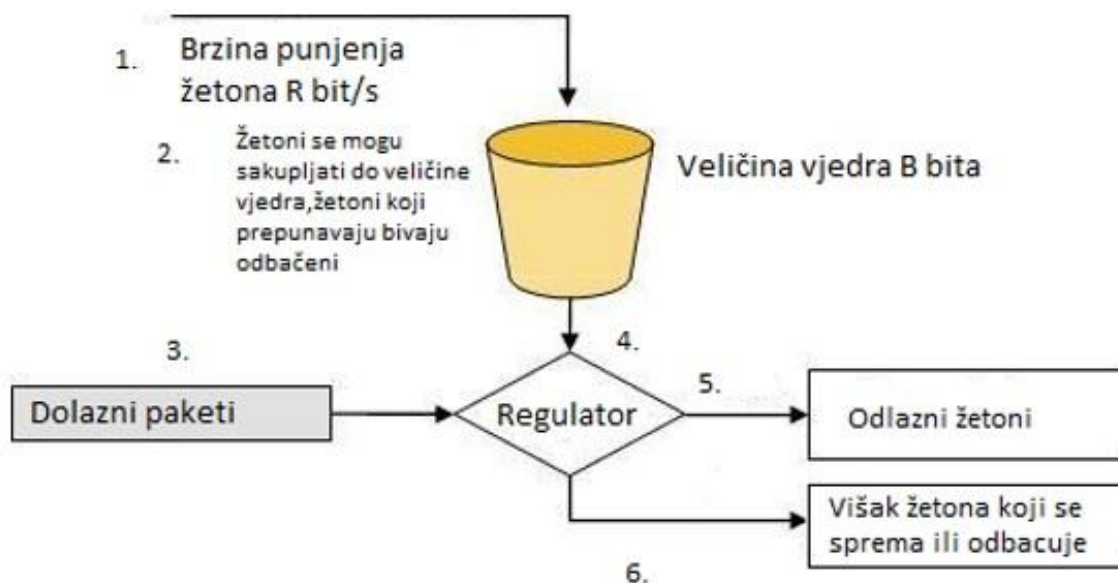 1.
Brzina punjenja
žetona R bit/s
2.
Žetoni se mogu
sakupljati do veličine
vjedra,žetoni koji
prepunavaju bivaju
odbačeni
Veličina vjedra B bita
3.
Dolazni paketi
4.
Regulator
5.
Odlazni žetoni
Višak žetona koji se
sprema ili odbacuje
6.